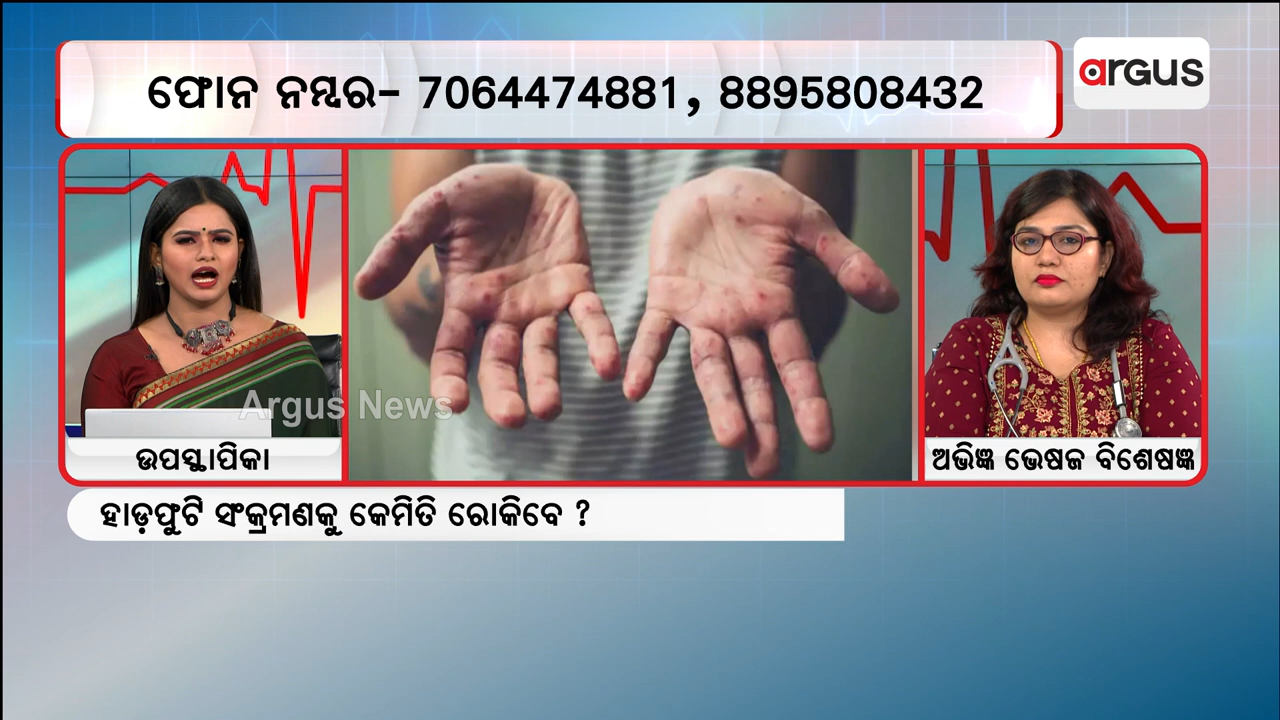 ଫୋନ ନମ୍ବର- 7064474881, 8895808432
argus
Argus News
ଉପସ୍ଥାପିକା
ଅଭିଜ୍ଞ ଭେଷଜ ବିଶେଷଜ୍ଞ
ହାଡ଼ଫୁଟି ସଂକ୍ରମଣକୁ କେମିତି ରୋକିବେ ?